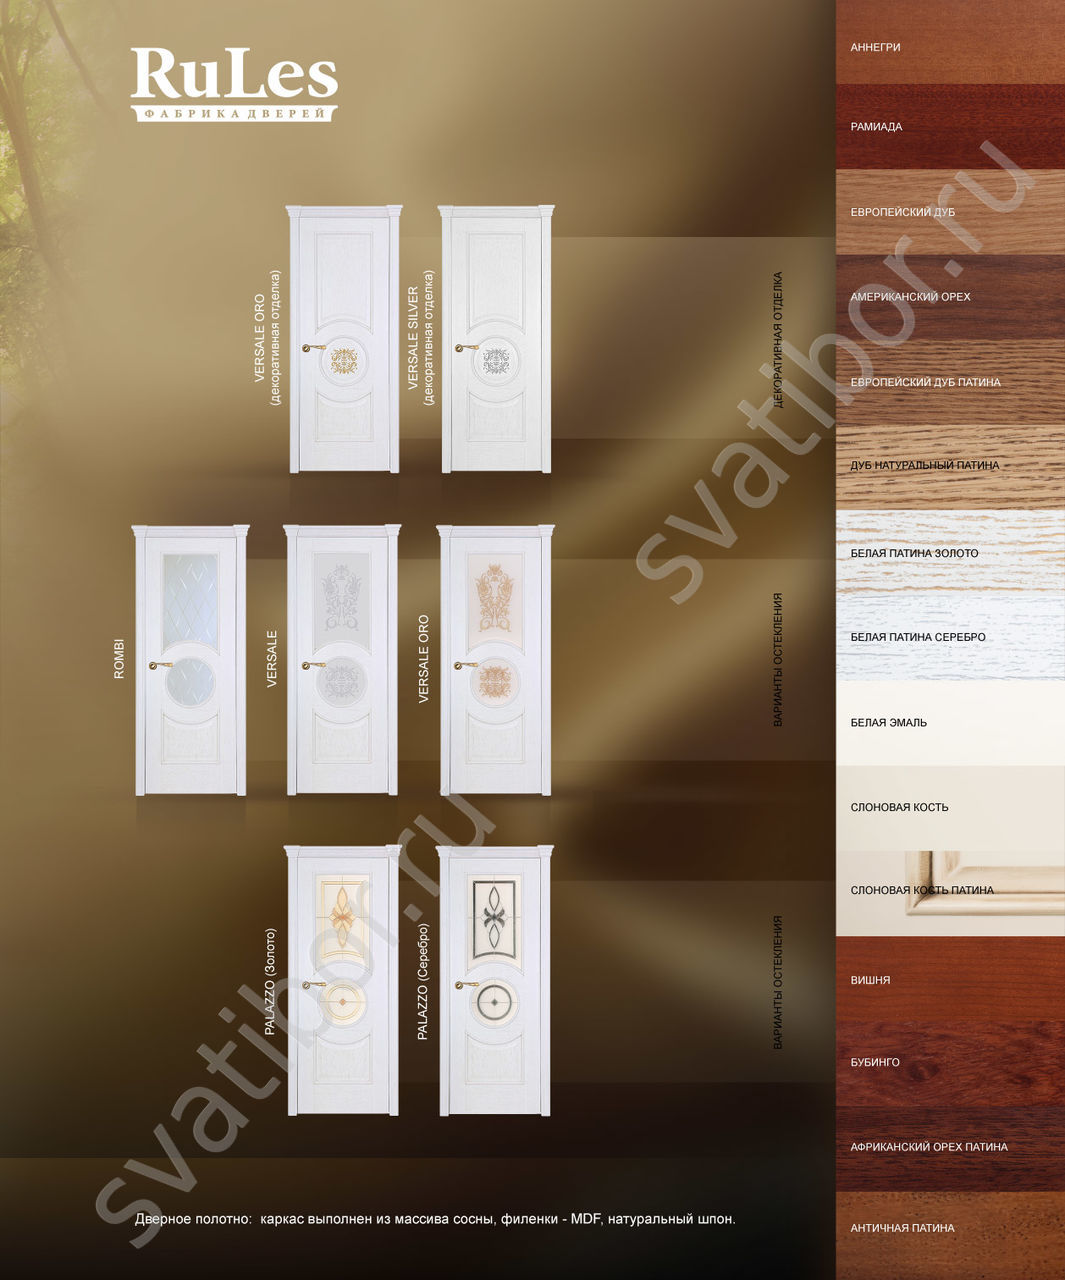 RuLes
ФАБРИКА ДВЕРЕЙ
VERSALE ORO
(декоративная отделка)
VERSALE SILVER
(декоративная отделка)
ДЕКОРАТИВНАЯ ОТДЕЛКА
ROMBI
VERSALE
VERSALE ORO
ВАРИАНТЫ ОСТЕКЛЕНИЯ
PALAZZO (Золото)
PALAZZO (Серебро)
ВАРИАНТЫ ОСТЕКЛЕНИЯ
Дверное полотно: каркас выполнен из массива сосны, филенки - MDF, натуральный шпон.
АННЕГРИ
РАМИАДА
ЕВРОПЕЙСКИЙ ДУБ
АМЕРИКАНСКИЙ ОРЕХ
ЕВРОПЕЙСКИЙ ДУБ ПАТИНА
ДУБ НАТУРАЛЬНЫЙ ПАТИНА
БЕЛАЯ ПАТИНА ЗОЛОТО
БЕЛАЯ ПАТИНА СЕРЕБРО
БЕЛАЯ ЭМАЛЬ
СЛОНОВАЯ КОСТЬ
СЛОНОВАЯ КОСТЬ ПАТИНА
ВИШНЯ
БУБИНГО
АФРИКАНСКИЙ ОРЕХ ПАТИНА
АНТИЧНАЯ ПАТИНА
svatibor.ru
svatibor.ru